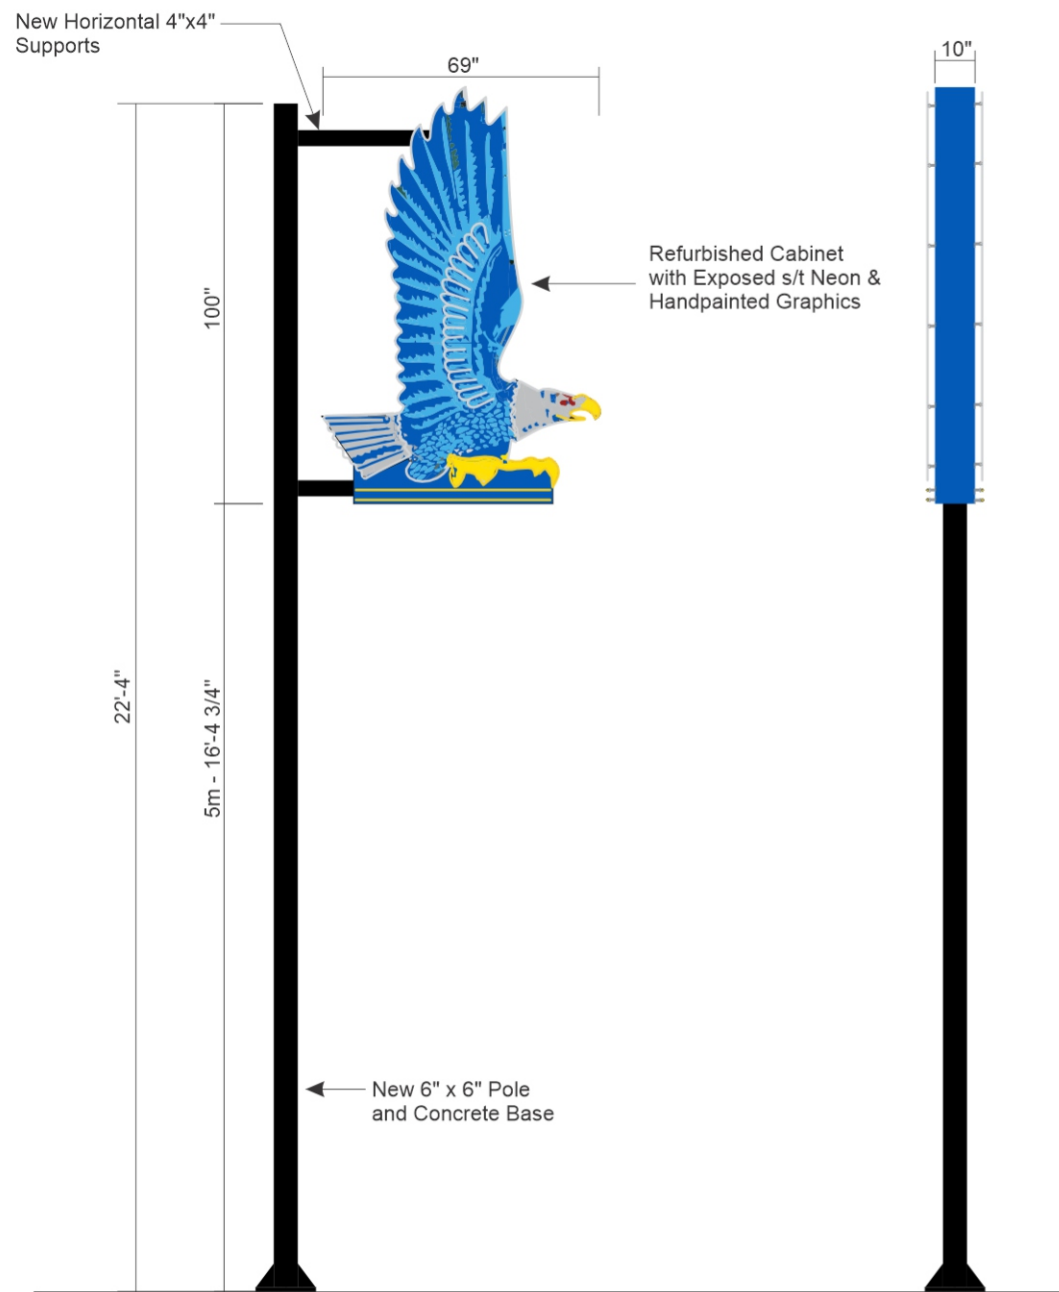 New Horizontal 4"x4"
Supports
69"
10"
100"
Refurbished Cabinet
with Exposed s/t Neon &
Handpainted Graphics
22'-4"
5m - 16'-4 3/4"
New 6" x 6" Pole
and Concrete Base